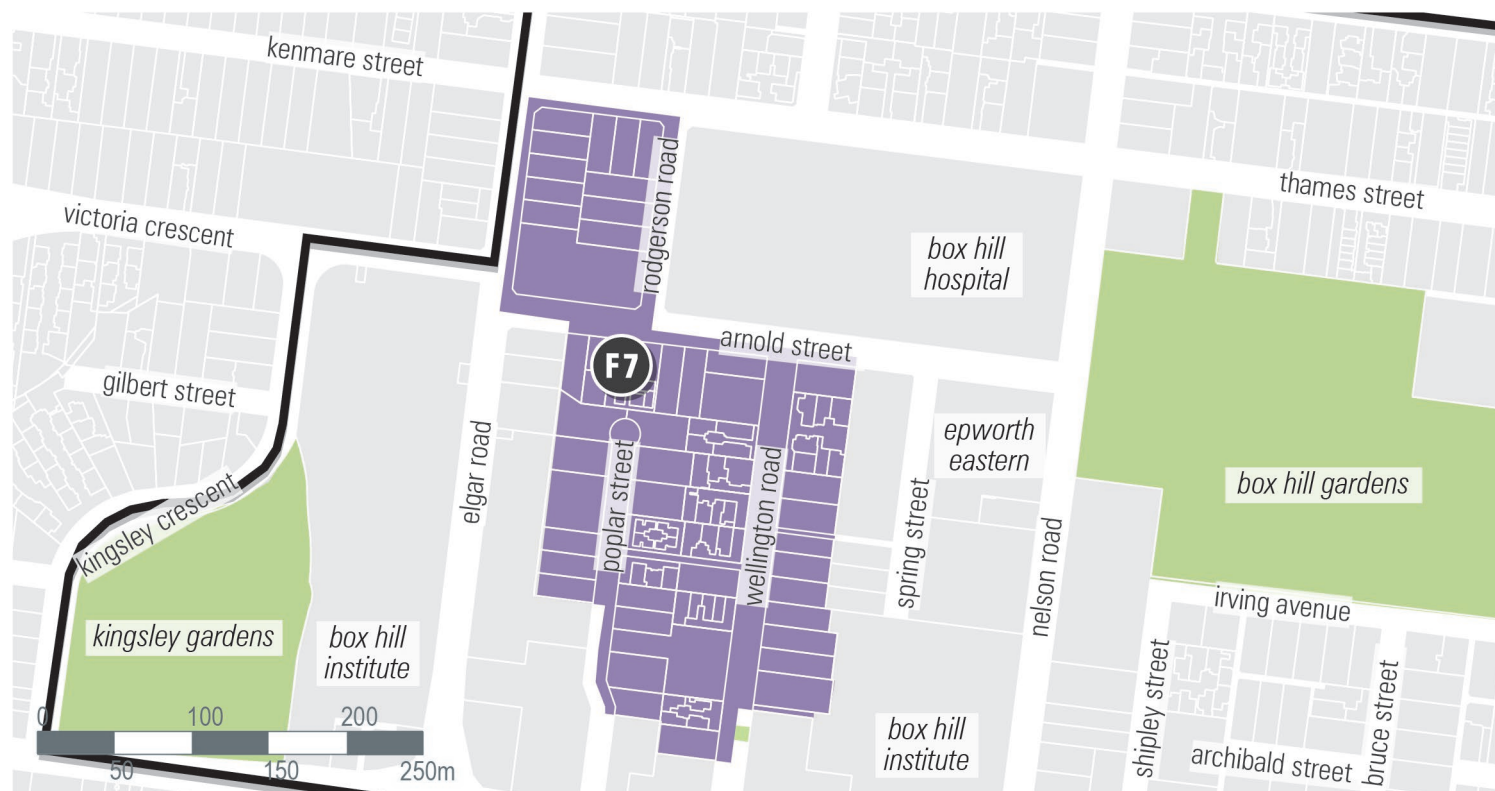 kenmare street
rodgerson road
thames street
victoria crescent
box hill
hospital
arnold street
F7
gilbert street
epworth
eastern
elgar road
poplar street
wellington road
box hill gardens
kingsley crescent
spring street
nelson road
irving avenue
kingsley gardens
box hill
institute
shipley street
bruce street
box hill
institute
archibald street
0
100
200
50
150
250m